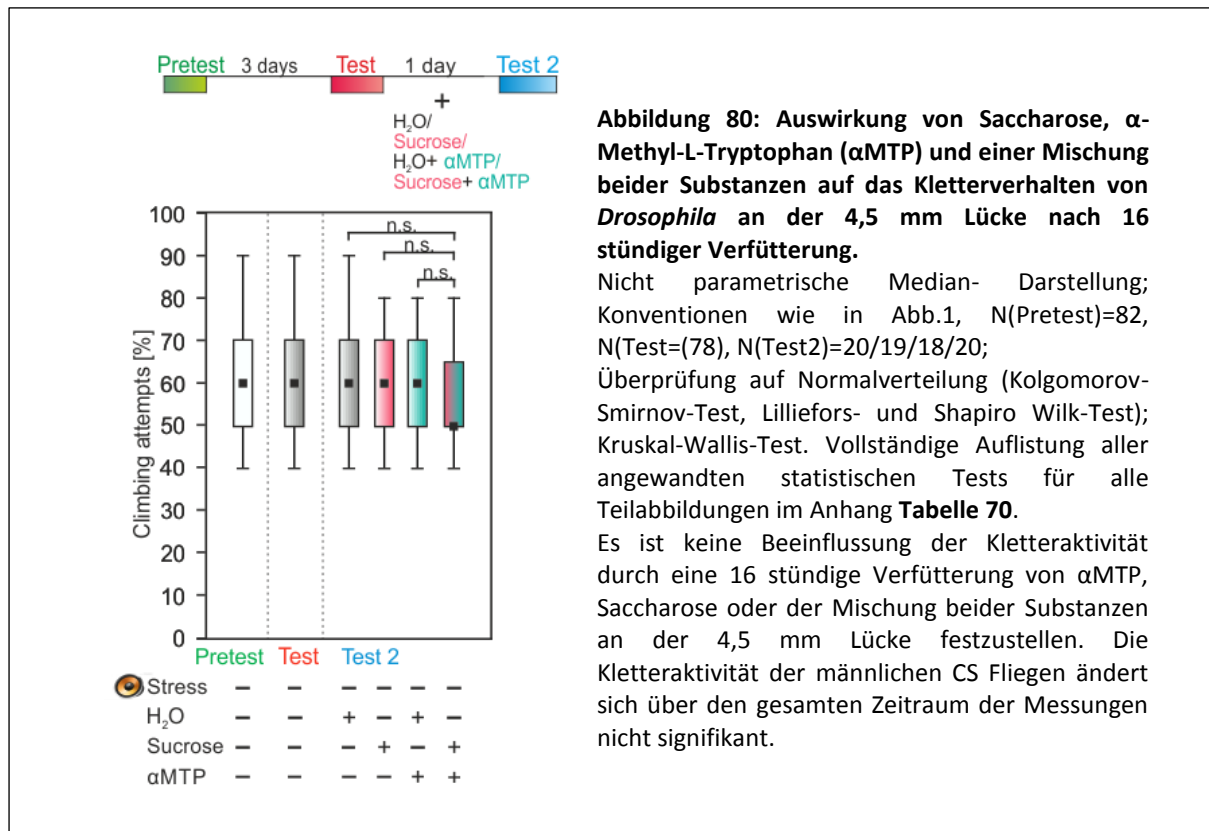 Pretest 3 days Test 1 day Test 2
+
H₂O/
Sucrose/
H₂O+ αMTP/
Sucrose+ αMTP
Climbing attempts [%]
100
90
80
70
60
50
40
30
20
10
0
n.s.
n.s.
n.s.
Pretest Test Test 2
Stress – – – – – –
H₂O – – + – + –
Sucrose – – – + – +
αMTP – – – – + +
Abbildung 80: Auswirkung von Saccharose, α-
Methyl-L-Tryptophan (αMTP) und einer Mischung
beider Substanzen auf das Kletterverhalten von
Drosophila an der 4,5 mm Lücke nach 16
stündiger Verfütterung.
Nicht parametrische Median- Darstellung;
Konventionen wie in Abb.1, N(Pretest)=82,
N(Test=(78), N(Test2)=20/19/18/20;
Überprüfung auf Normalverteilung (Kolgomorov-
Smirnov-Test, Lilliefors- und Shapiro Wilk-Test);
Kruskal-Wallis-Test. Vollständige Auflistung aller
angewandten statistischen Tests für alle
Teilabbildungen im Anhang Tabelle 70.
Es ist keine Beeinflussung der Kletteraktivität
durch eine 16 stündige Verfütterung von αMTP,
Saccharose oder der Mischung beider Substanzen
an der 4,5 mm Lücke festzustellen. Die
Kletteraktivität der männlichen CS Fliegen ändert
sich über den gesamten Zeitraum der Messungen
nicht signifikant.